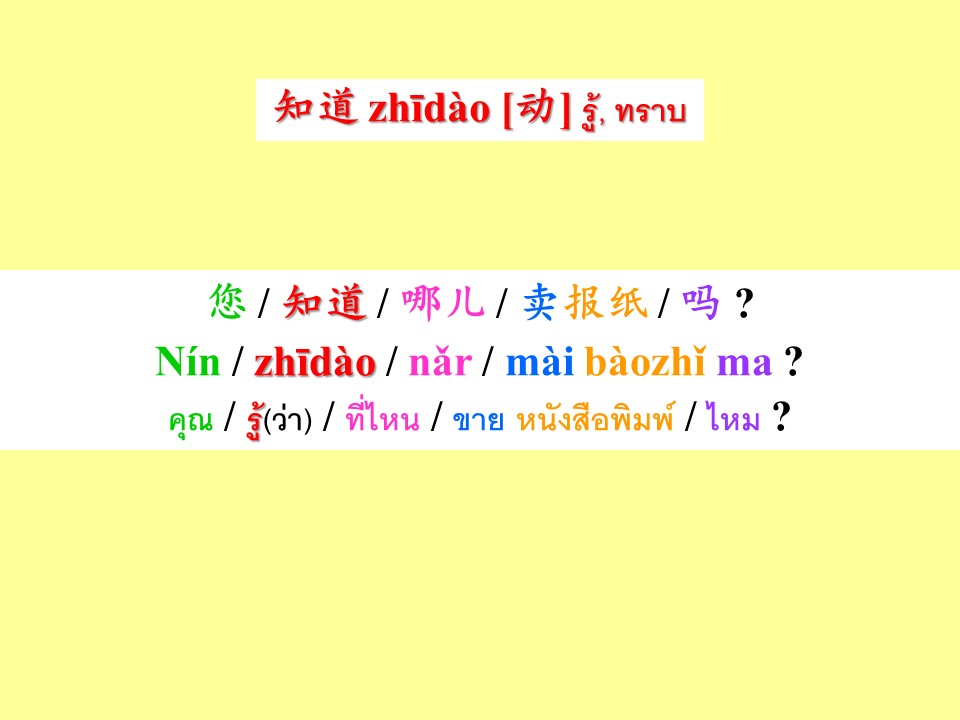 知道 zhīdào [动] รู้, ทราบ
您 / 知道 / 哪儿 / 卖报纸 / 吗 ?
Nín / zhīdào / nǎr / mài bàozhǐ ma ?
คุณ / รู้(ว่า) / ที่ไหน / ขาย หนังสือพิมพ์ / ไหม ?